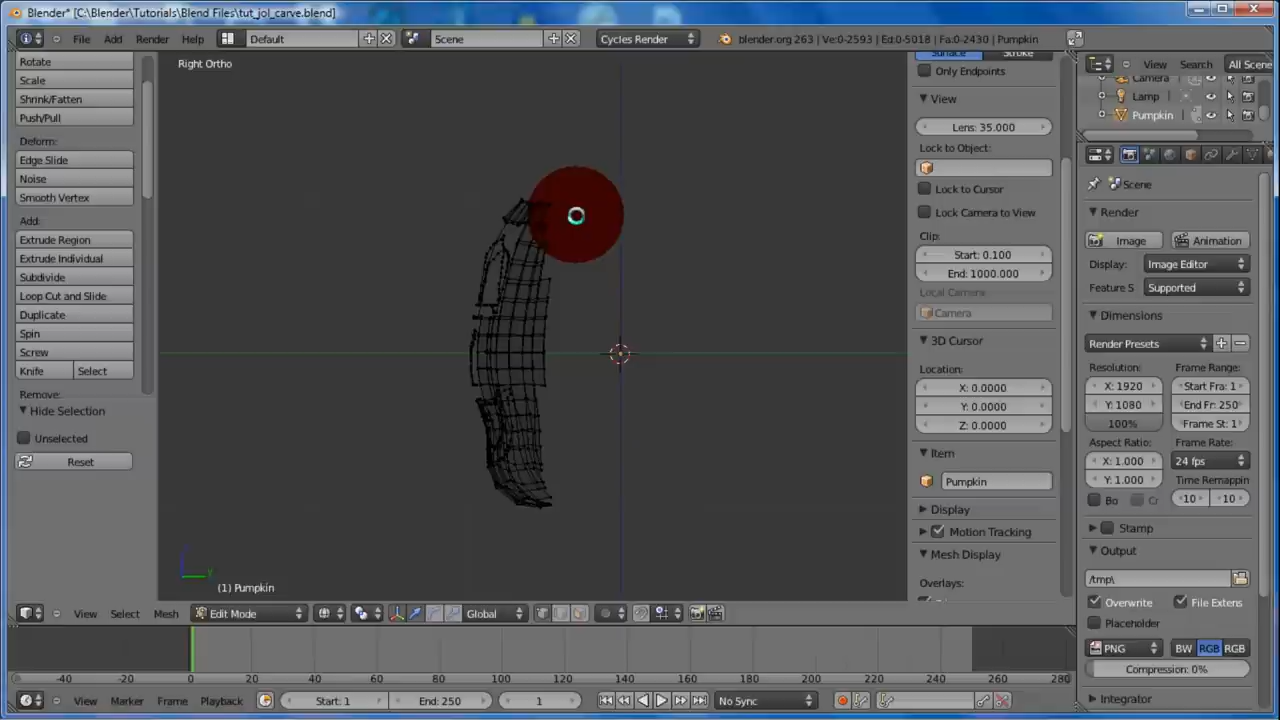 Blender* [C:\Blender\Tutorials\Blend Files\tut_jol_carve.blend]
File Add Render Help Default Scene Cycles Render blender.org 263 | Ve:0-2593 | Ed:0-5018 | Fa:0-2430 | Pumpkin
View Search All Scene
Rotate
Scale
Shrink/Fatten
Push/Pull
Deform:
Edge Slide
Noise
Smooth Vertex
Add:
Extrude Region
Extrude Individual
Subdivide
Loop Cut and Slide
Duplicate
Spin
Screw
Knife Select
Remove:
Hide Selection
Unselected
Reset
Right Ortho
(1) Pumpkin
Surface Stroke
Only Endpoints
View
Lens: 35.000
Lock to Object:
Lock to Cursor
Lock Camera to View
Clip:
Start: 0.100
End: 1000.000
Local Camera:
Camera
3D Cursor
Location:
X: 0.0000
Y: 0.0000
Z: 0.0000
Item
Pumpkin
Display
Motion Tracking
Mesh Display
Overlays:
Camera
Lamp
Pumpkin
Scene
Render
Image Animation
Display: Image Editor
Feature S Supported
Dimensions
Render Presets
Resolution: Frame Range:
X: 1920 Start Fra: 1
Y: 1080 End Fr: 250
100% Frame St: 1
Aspect Ratio: Frame Rate:
X: 1.000 24 fps
Y: 1.000 Time Remappin
Bo Cr 10 10
Stamp
Output
/tmp\
Overwrite File Extens
Placeholder
PNG BW RGB RGB
Compression: 0%
Integrator
View Select Mesh Edit Mode Global
-40 -20 0 20 40 60 80 100 120 140 160 180 200 220 240 260 280
View Marker Frame Playback Start: 1 End: 250 1 No Sync